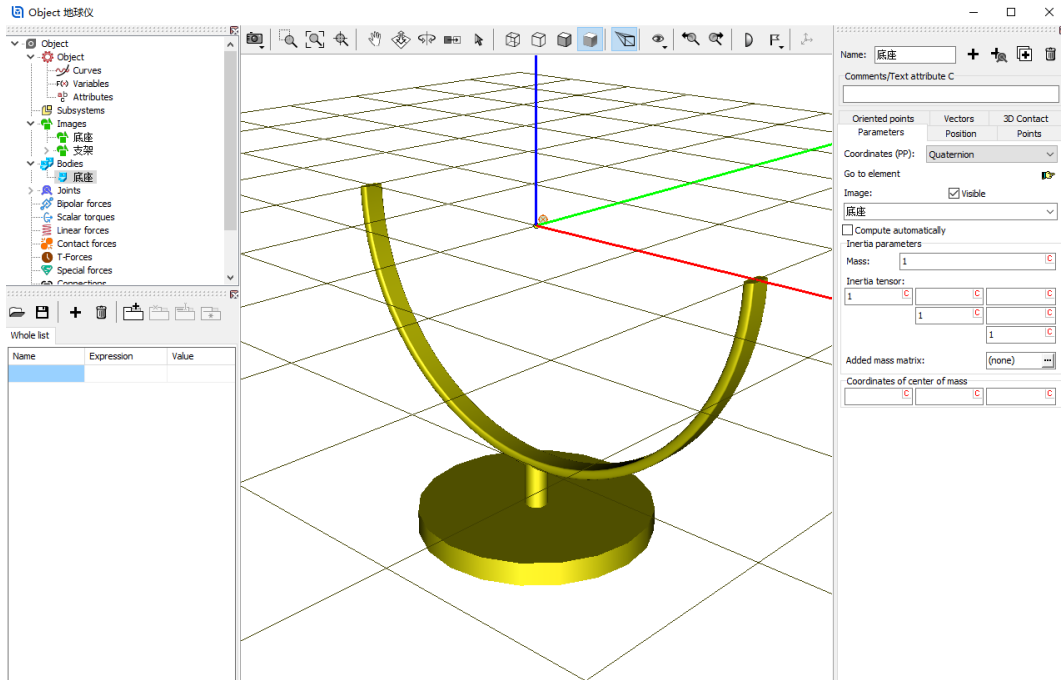 Object 地球仪
Object
Object
Curves
F(x) Variables
Attributes
Subsystems
Images
底座
支架
Bodies
底座
Joints
Bipolar forces
Scalar torques
Linear forces
Contact forces
T-Forces
Special forces
Connections
Whole list
Name Expression Value
Name: 底座
Comments/Text attribute C
Oriented points Vectors 3D Contact
Parameters Position Points
Coordinates (PP): Quaternion
Go to element
Image: Visible
底座
Compute automatically
Inertia parameters
Mass: 1 C
Inertia tensor:
1 C C C
1 C C
1 C
Added mass matrix: (none) ...
Coordinates of center of mass
C C C